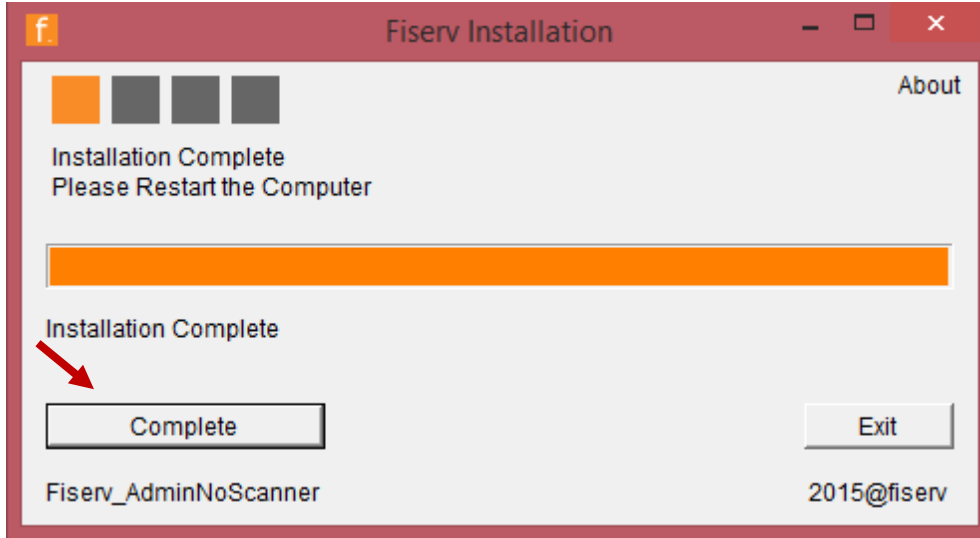 f.
Fiserv Installation
About
Installation Complete
Please Restart the Computer
Installation Complete
Complete
Exit
Fiserv_AdminNoScanner
2015@fiserv